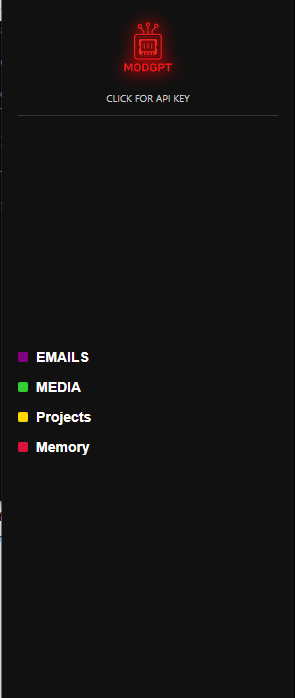 MODGPT
CLICK FOR API KEY
EMAILS
MEDIA
Projects
Memory